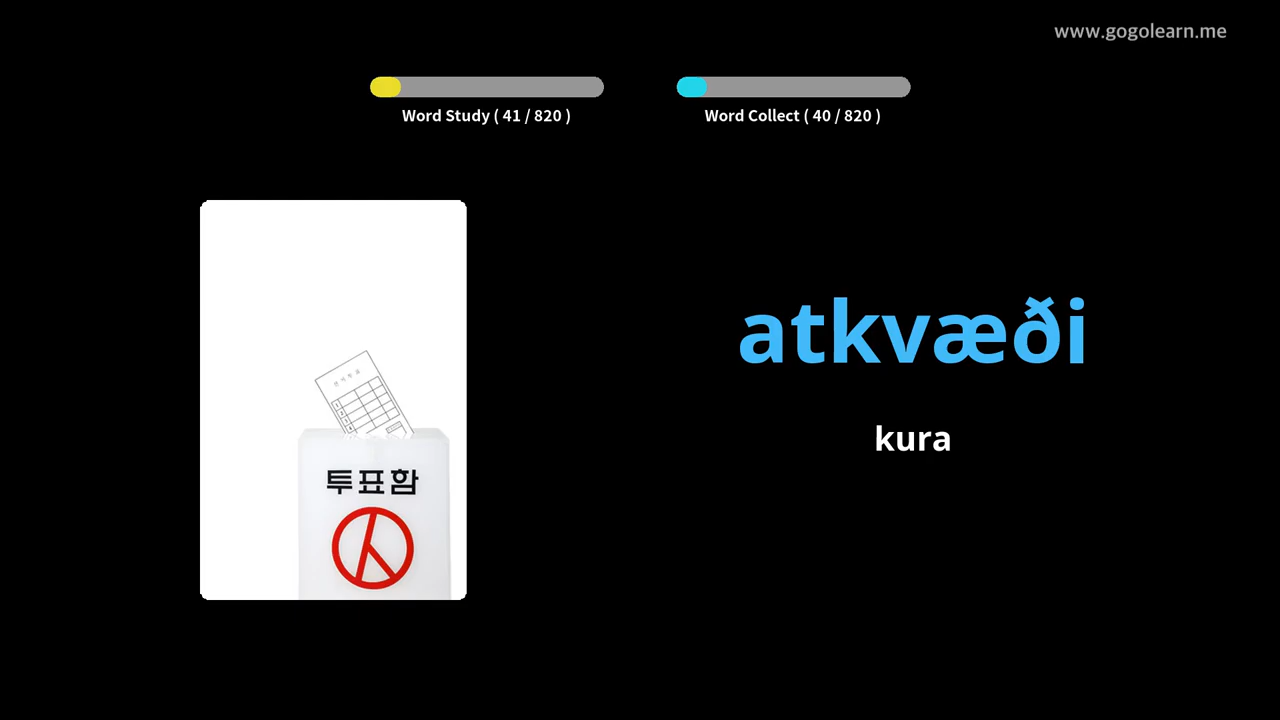 www.gogolearn.me
Word Study ( 41 / 820 )
Word Collect ( 40 / 820 )
atkvæði
kura
투표함